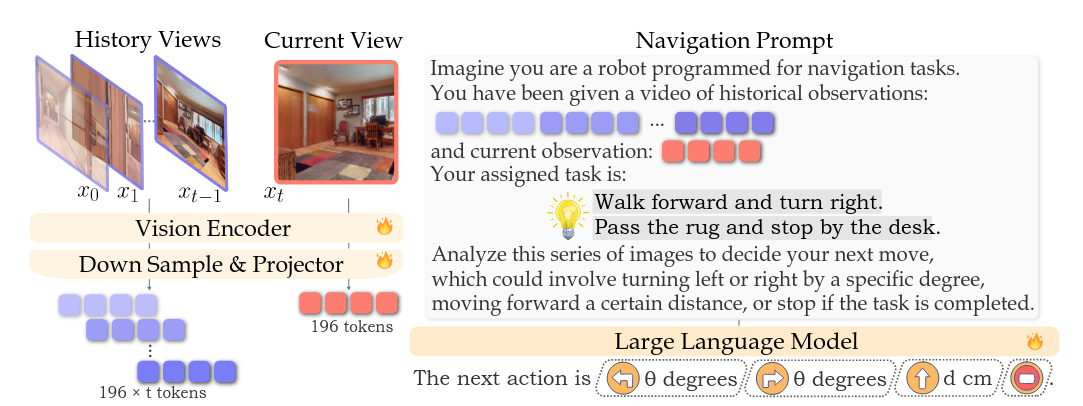 History Views
Current View
x_0
x_1
...
x_{t-1}
x_t
Vision Encoder
Down Sample & Projector
196 × t tokens
196 tokens
Navigation Prompt
Imagine you are a robot programmed for navigation tasks.
You have been given a video of historical observations:
...
and current observation:
Your assigned task is:
Walk forward and turn right.
Pass the rug and stop by the desk.
Analyze this series of images to decide your next move,
which could involve turning left or right by a specific degree,
moving forward a certain distance, or stop if the task is completed.
Large Language Model
The next action is θ degrees θ degrees d cm .